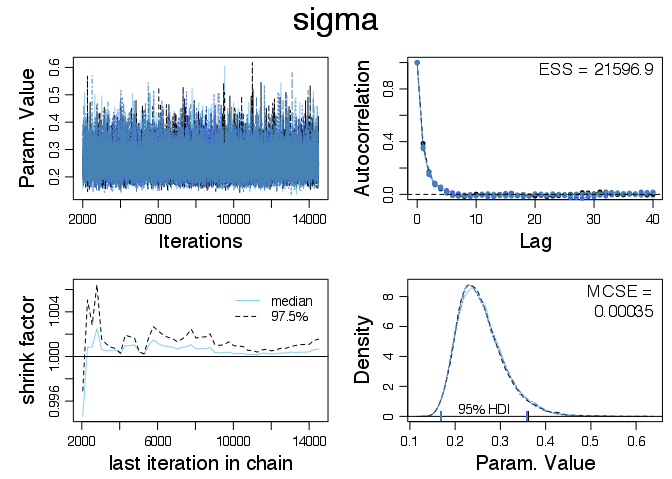 sigma
Param. Value
0.2 0.3 0.4 0.5 0.6
2000 6000 10000 14000
Iterations
Autocorrelation
0.0 0.4 0.8
ESS = 21596.9
0 10 20 30 40
Lag
shrink factor
0.996 1.000 1.004
median
97.5%
2000 6000 10000 14000
last iteration in chain
Density
0 2 4 6 8
MCSE =
0.00035
95% HDI
0.1 0.2 0.3 0.4 0.5 0.6
Param. Value